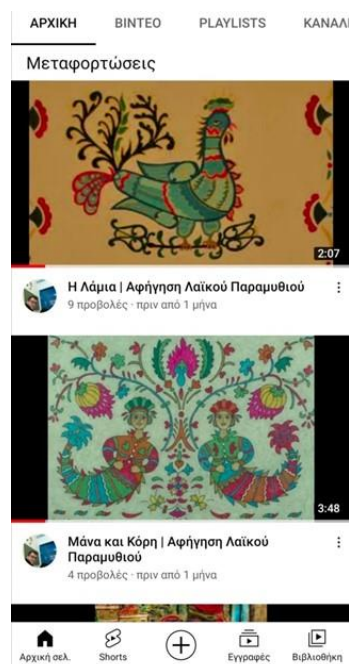 ΑΡΧΙΚΗ ΒΙΝΤΕΟ PLAYLISTS ΚΑΝΑΛΙ
Μεταφορτώσεις
2:07
Η Λάμια | Αφήγηση Λαϊκού Παραμυθιού
9 προβολές · πριν από 1 μήνα
3:48
Μάνα και Κόρη | Αφήγηση Λαϊκού
Παραμυθιού
4 προβολές · πριν από 1 μήνα
Αρχική σελ. Shorts Εγγραφές Βιβλιοθήκη